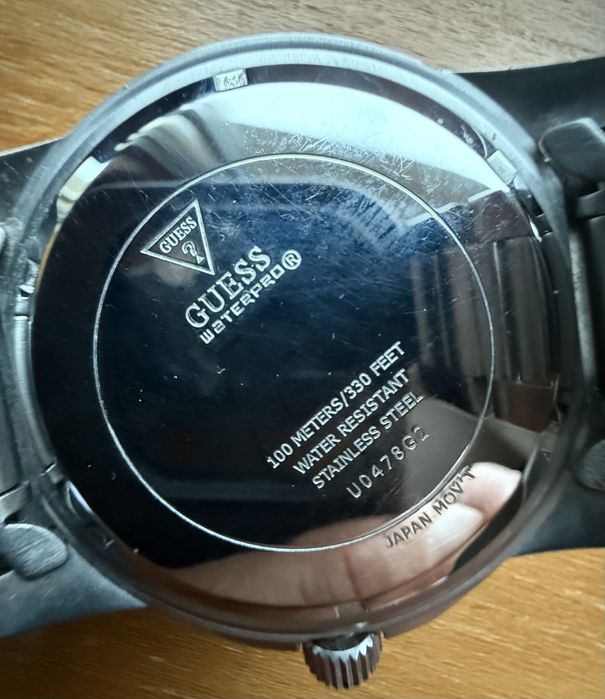 GUESS
?
GUESS
WATERPRO®
100 METERS/330 FEET
WATER RESISTANT
STAINLESS STEEL
U0478G2
JAPAN MOV'T